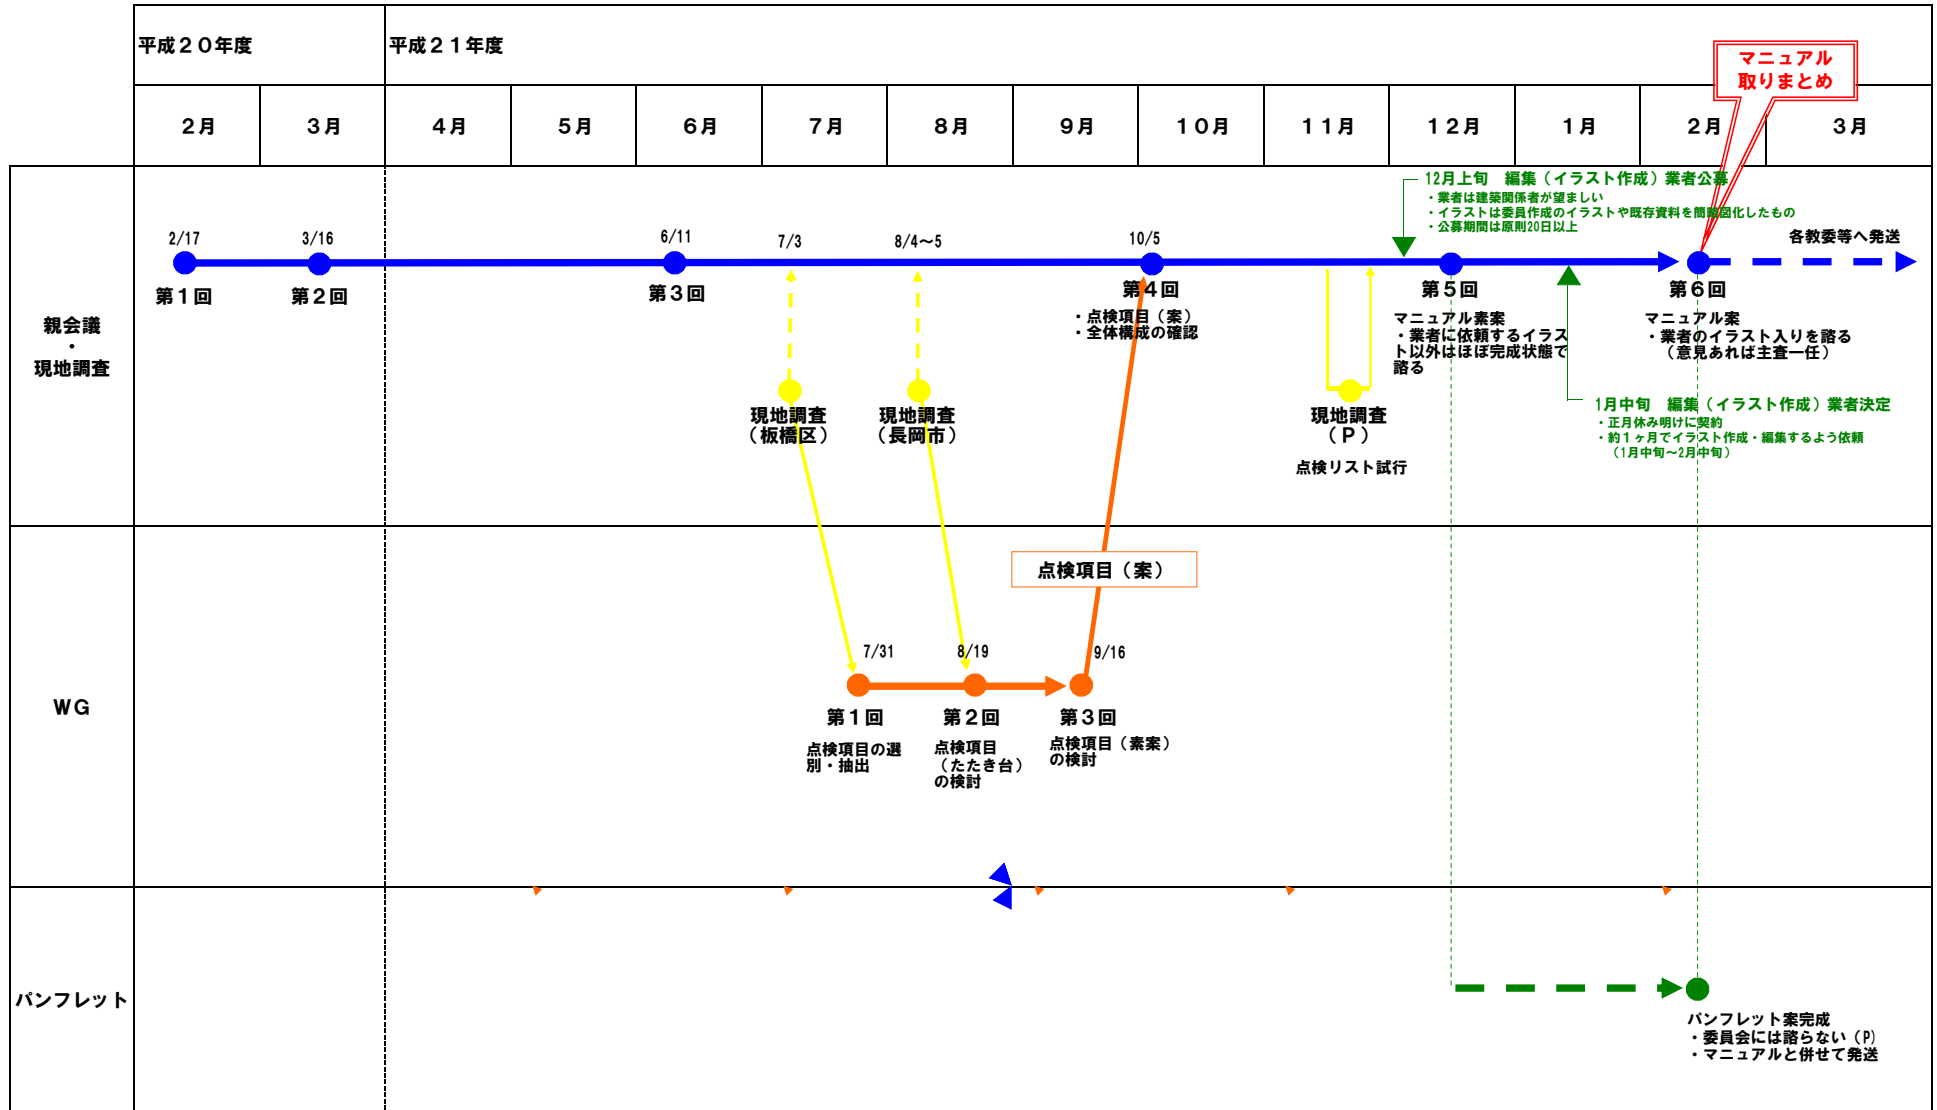 平成２０年度
平成２１年度
２月
３月
４月
５月
６月
７月
８月
９月
１０月
１１月
１２月
１月
２月
３月
マニュアル
取りまとめ
親会議
・
現地調査
2/17
第１回
3/16
第２回
6/11
第３回
7/3
8/4～5
10/5
第４回
・点検項目（案）
・全体構成の確認
12月上旬　編集（イラスト作成）業者公募
・業者は建築関係者が望ましい
・イラストは委員作成のイラストや既存資料を簡略図化したもの
・公募期間は原則20日以上
各教委等へ発送
第５回
マニュアル素案
・業者に依頼するイラス
ト以外はほぼ完成状態で
諮る
第６回
マニュアル案
・業者のイラスト入りを諮る
（意見あれば主査一任）
現地調査
（板橋区）
現地調査
（長岡市）
現地調査
（Ｐ）
点検リスト試行
1月中旬　編集（イラスト作成）業者決定
・正月休み明けに契約
・約１ヶ月でイラスト作成・編集するよう依頼
（1月中旬～2月中旬）
点検項目（案）
WG
7/31
第１回
点検項目の選
別・抽出
8/19
第２回
点検項目
（たたき台）
の検討
9/16
第３回
点検項目（素案）
の検討
パンフレット
パンフレット案完成
・委員会には諮らない（P）
・マニュアルと併せて発送